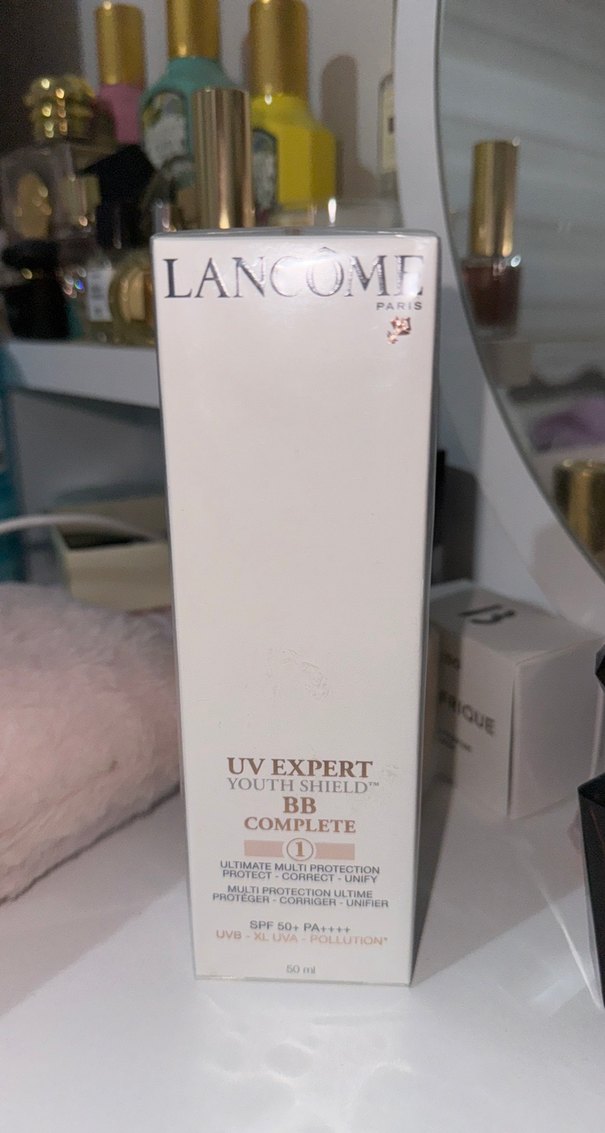 LANCÔME
PARIS
UV EXPERT
YOUTH SHIELD™
BB
COMPLETE
1
ULTIMATE MULTI PROTECTION
PROTECT - CORRECT - UNIFY
MULTI PROTECTION ULTIME
PROTÉGER - CORRIGER - UNIFIER
SPF 50+ PA++++
UVB - XL UVA - POLLUTION*
50 ml
FRIQUE